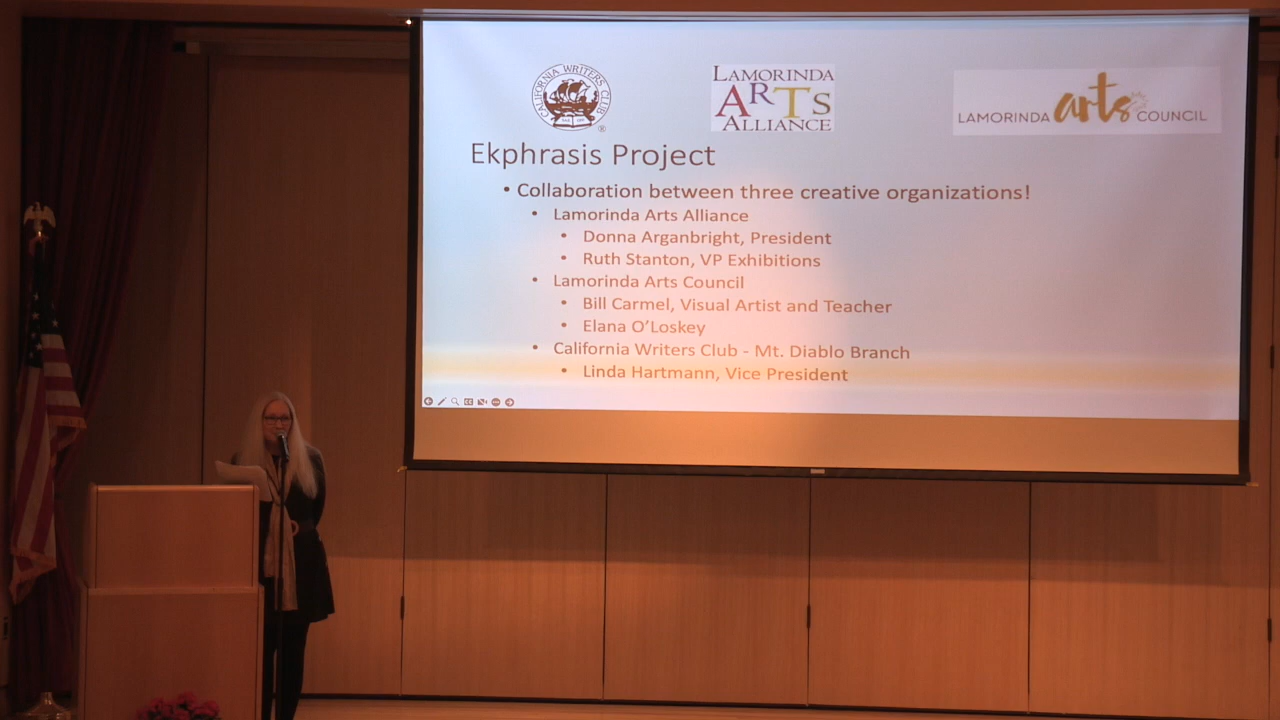 CALIFORNIA WRITERS CLUB
®
LAMORINDA
ARTS
ALLIANCE
LAMORINDA arts COUNCIL
Ekphrasis Project
• Collaboration between three creative organizations!
• Lamorinda Arts Alliance
• Donna Arganbright, President
• Ruth Stanton, VP Exhibitions
• Lamorinda Arts Council
• Bill Carmel, Visual Artist and Teacher
• Elana O'Loskey
• California Writers Club - Mt. Diablo Branch
• Linda Hartmann, Vice President